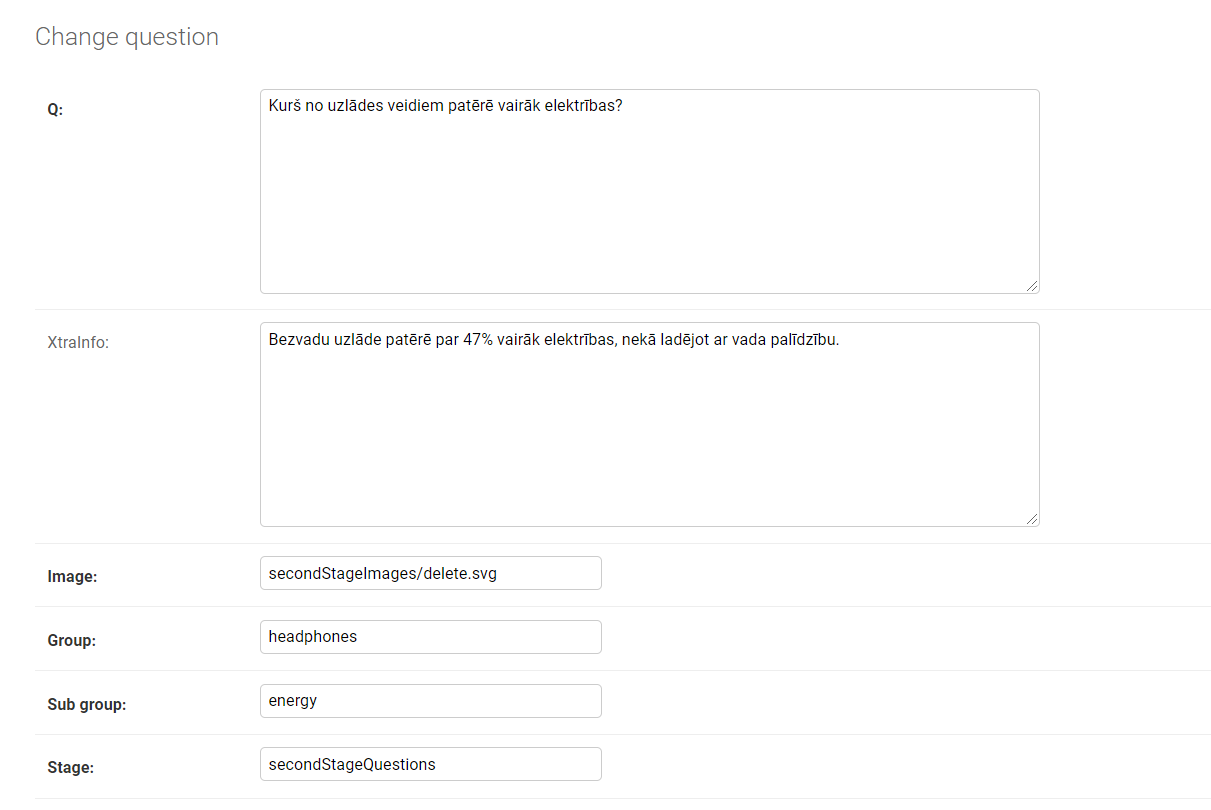 Change question
Q:
Kurš no uzlādes veidiem patērē vairāk elektrības?
XtraInfo:
Bezvadu uzlāde patērē par 47% vairāk elektrības, nekā ladējot ar vada palīdzību.
Image:
secondStageImages/delete.svg
Group:
headphones
Sub group:
energy
Stage:
secondStageQuestions